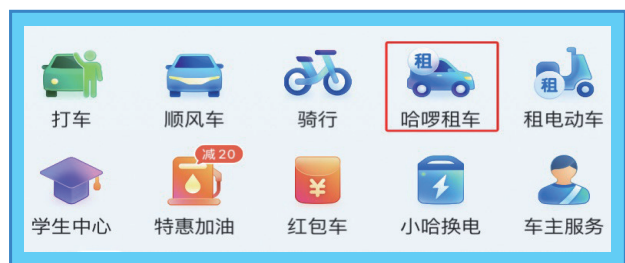 租
租
打车 顺风车 骑行 哈啰租车 租电动车
减20
¥
学生中心 特惠加油 红包车 小哈换电 车主服务